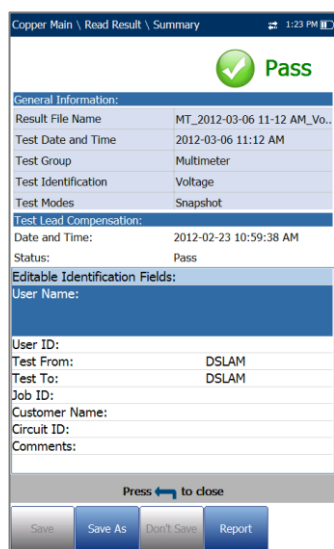 Copper Main \ Read Result \ Summary 1:23 PM
Pass
General Information:
Result File Name MT_2012-03-06 11-12 AM_Vo..
Test Date and Time 2012-03-06 11:12 AM
Test Group Multimeter
Test Identification Voltage
Test Modes Snapshot
Test Lead Compensation:
Date and Time: 2012-02-23 10:59:38 AM
Status: Pass
Editable Identification Fields:
User Name:
User ID:
Test From: DSLAM
Test To: DSLAM
Job ID:
Customer Name:
Circuit ID:
Comments:
Press to close
Save Save As Don't Save Report